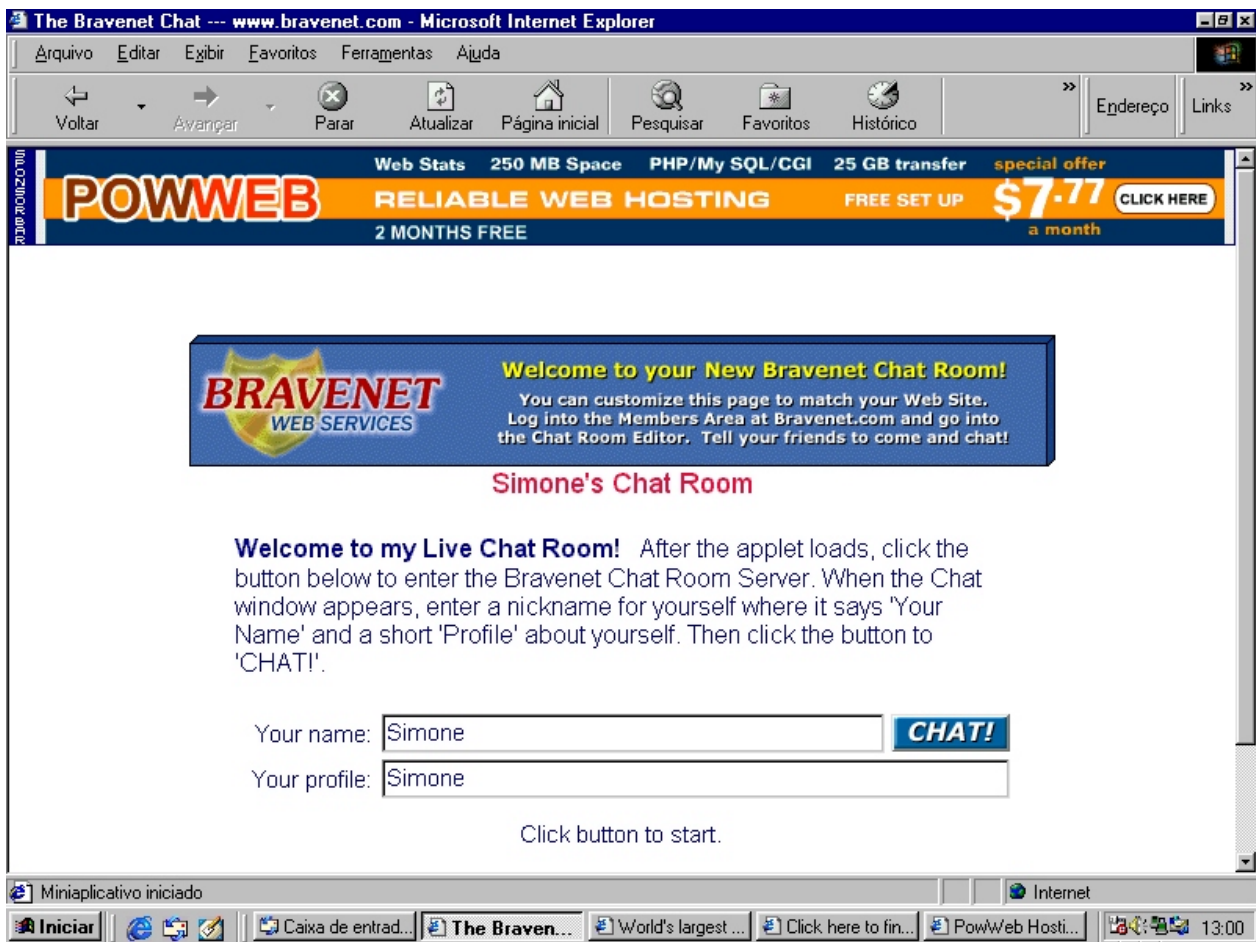 The Bravenet Chat --- www.bravenet.com - Microsoft Internet Explorer
Arquivo Editar Exibir Favoritos Ferramentas Ajuda
Voltar Avançar Parar Atualizar Página inicial Pesquisar Favoritos Histórico » Endereço Links »
SPONSOR BAR
Web Stats 250 MB Space PHP/My SQL/CGI 25 GB transfer special offer
POWWEB RELIABLE WEB HOSTING FREE SET UP $7.77 CLICK HERE
2 MONTHS FREE a month
BRAVENET
WEB SERVICES
Welcome to your New Bravenet Chat Room!
You can customize this page to match your Web Site.
Log into the Members Area at Bravenet.com and go into
the Chat Room Editor. Tell your friends to come and chat!
Simone's Chat Room
Welcome to my Live Chat Room! After the applet loads, click the
button below to enter the Bravenet Chat Room Server. When the Chat
window appears, enter a nickname for yourself where it says 'Your
Name' and a short 'Profile' about yourself. Then click the button to
'CHAT!'.
Your name: Simone CHAT!
Your profile: Simone
Click button to start.
Miniaplicativo iniciado Internet
Iniciar Caixa de entrad... The Braven... World's largest ... Click here to fin... PowWeb Hosti... 13:00